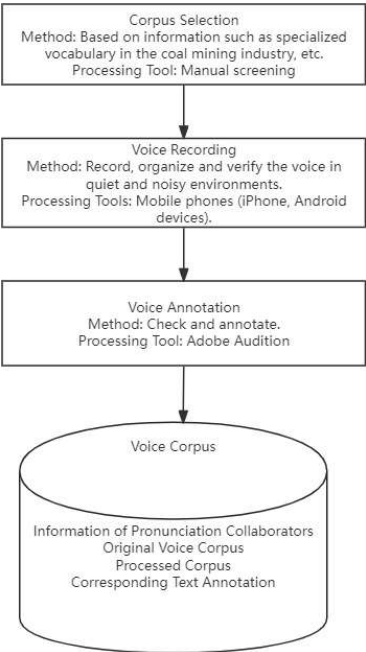 Corpus Selection
Method: Based on information such as specialized
vocabulary in the coal mining industry, etc.
Processing Tool: Manual screening
Voice Recording
Method: Record, organize and verify the voice in
quiet and noisy environments.
Processing Tools: Mobile phones (iPhone, Android
devices).
Voice Annotation
Method: Check and annotate.
Processing Tool: Adobe Audition
Voice Corpus
Information of Pronunciation Collaborators
Original Voice Corpus
Processed Corpus
Corresponding Text Annotation